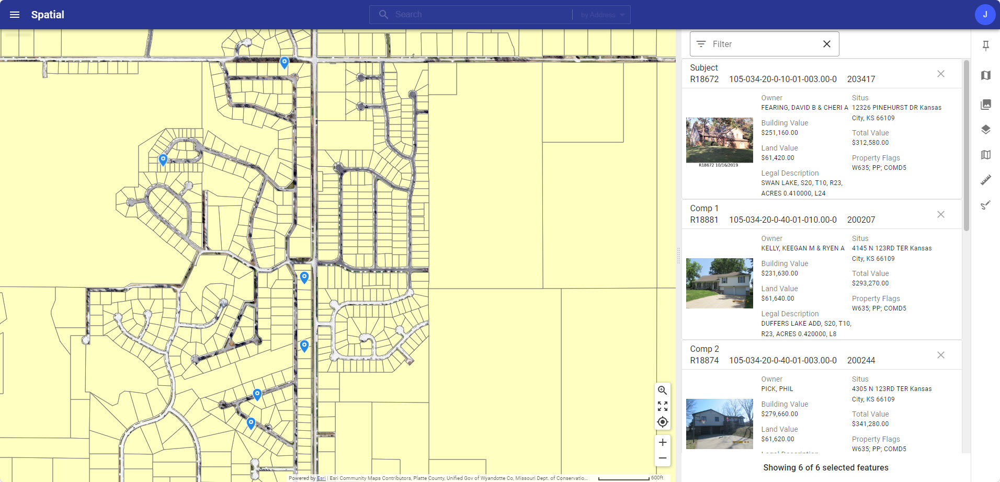 Spatial
Search
by Address
J
Filter
Subject
R18672 105-034-20-0-10-01-003.00-0 203417
Owner
FEARING, DAVID B & CHERI A
Situs
12326 PINEHURST DR Kansas
City, KS 66109
Building Value
$251,160.00
Total Value
$312,580.00
Land Value
$61,420.00
Property Flags
W635; PP; COMD5
R18672 10/16/2019
Legal Description
SWAN LAKE, S20, T10, R23,
ACRES 0.410000, L24
Comp 1
R18881 105-034-20-0-40-01-010.00-0 200207
Owner
KELLY, KEEGAN M & RYEN A
Situs
4145 N 123RD TER Kansas
City, KS 66109
Building Value
$231,630.00
Total Value
$293,270.00
Land Value
$61,640.00
Property Flags
W635; PP; COMD5
Legal Description
DUFFERS LAKE ADD, S20, T10,
R23, ACRES 0.420000, L8
Comp 2
R18874 105-034-20-0-40-01-003.00-0 200244
Owner
PICK, PHIL
Situs
4305 N 123RD TER Kansas
City, KS 66109
Building Value
$279,660.00
Total Value
$341,280.00
Land Value
$61,620.00
Property Flags
W635; PP; COMD5
Legal Description
Showing 6 of 6 selected features
Powered by Esri | Esri Community Maps Contributors, Platte County, Unified Gov of Wyandotte Co, Missouri Dept. of Conservatio...
600ft